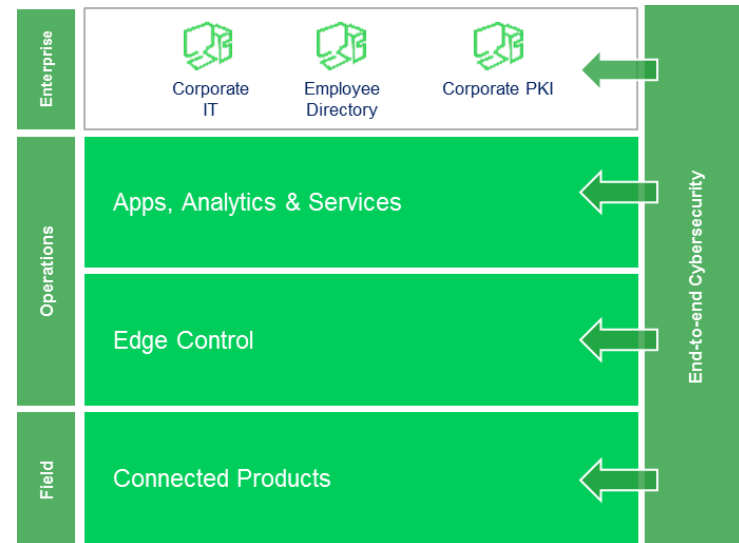 Enterprise
Corporate
IT
Employee
Directory
Corporate PKI
Operations
Apps, Analytics & Services
Edge Control
Field
Connected Products
End-to-end Cybersecurity